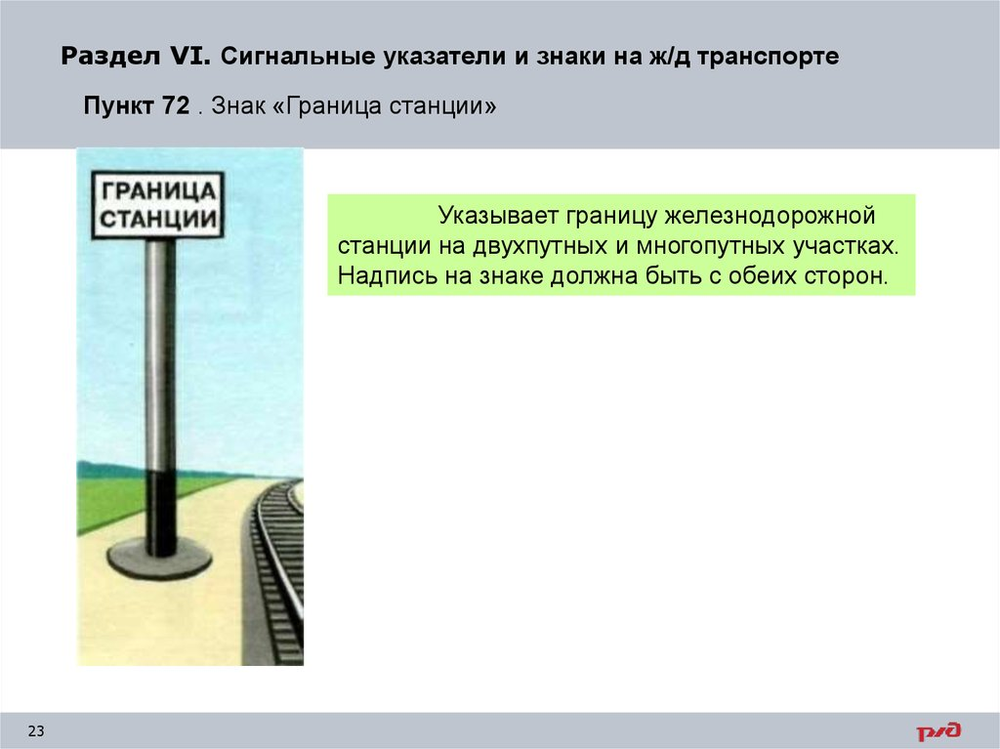 Раздел VI. Сигнальные указатели и знаки на ж/д транспорте
Пункт 72 . Знак «Граница станции»
ГРАНИЦА
СТАНЦИИ
Указывает границу железнодорожной
станции на двухпутных и многопутных участках.
Надпись на знаке должна быть с обеих сторон.
23
ржд